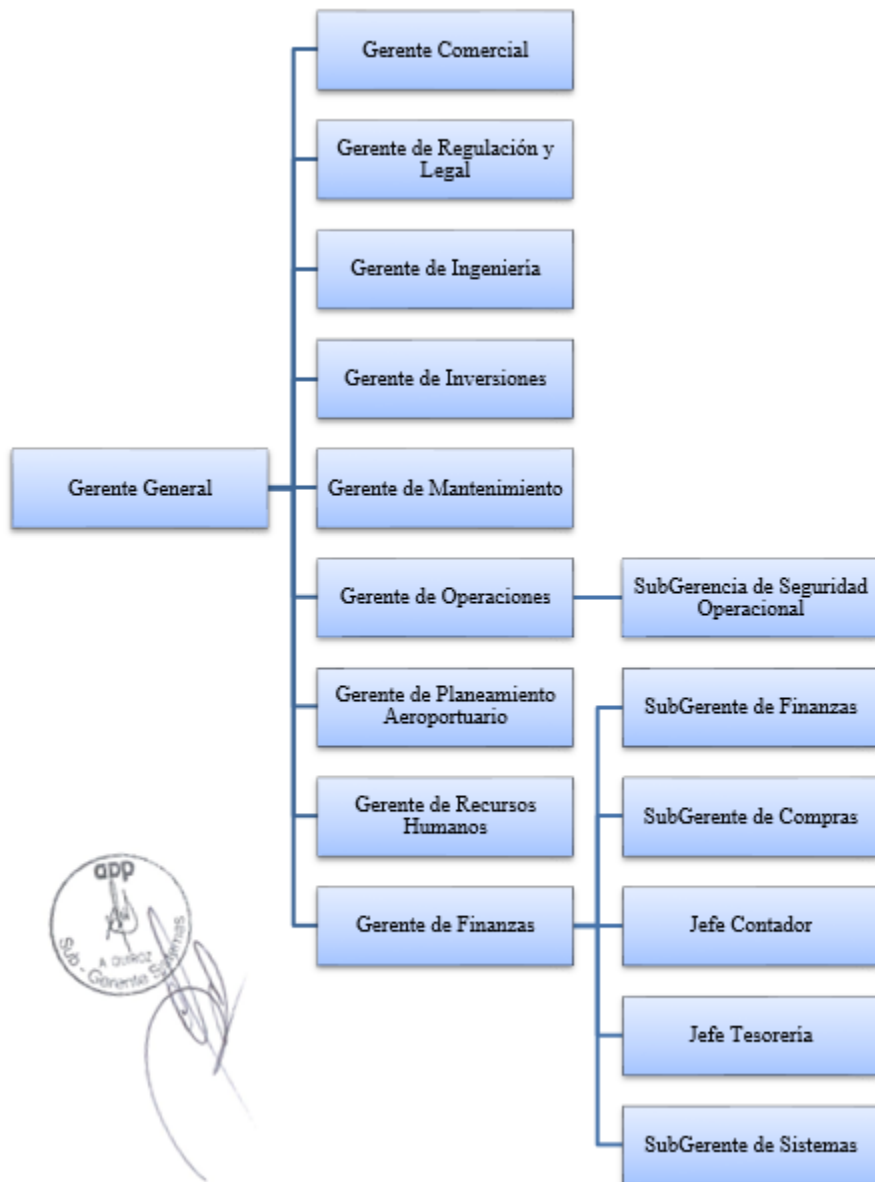 Gerente Comercial
Gerente de Regulación y
Legal
Gerente de Ingeniería
Gerente de Inversiones
Gerente General
Gerente de Mantenimiento
Gerente de Operaciones
SubGerencia de Seguridad
Operacional
Gerente de Planeamiento
Aeroportuario
SubGerente de Finanzas
Gerente de Recursos
Humanos
SubGerente de Compras
Gerente de Finanzas
Jefe Contador
Jefe Tesorería
SubGerente de Sistemas
adp
A QUIROZ
Sub - Gerente Sistemas